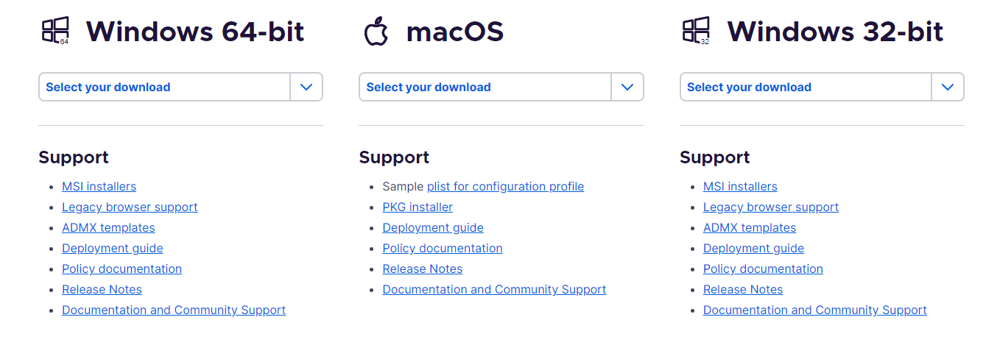 64 Windows 64-bit
Select your download
Support
MSI installers
Legacy browser support
ADMX templates
Deployment guide
Policy documentation
Release Notes
Documentation and Community Support
macOS
Select your download
Support
Sample plist for configuration profile
PKG installer
Deployment guide
Policy documentation
Release Notes
Documentation and Community Support
32 Windows 32-bit
Select your download
Support
MSI installers
Legacy browser support
ADMX templates
Deployment guide
Policy documentation
Release Notes
Documentation and Community Support